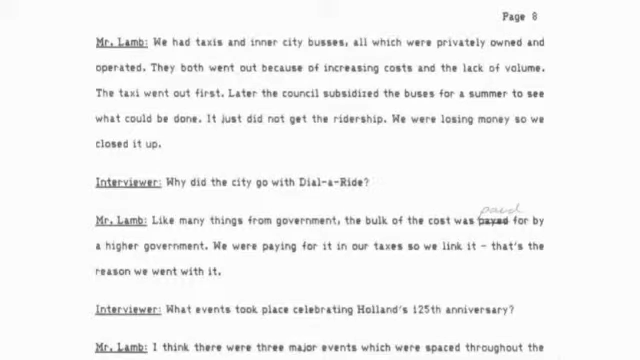 Page 8
Mr. Lamb: We had taxis and inner city busses, all which were privately owned and
operated. They both went out because of increasing costs and the lack of volume.
The taxi went out first. Later the council subsidized the buses for a summer to see
what could be done. It just did not get the ridership. We were losing money so we
closed it up.
Interviewer: Why did the city go with Dial-a-Ride?
paid
Mr. Lamb: Like many things from government, the bulk of the cost was payed for by
a higher government. We were paying for it in our taxes so we link it - that's the
reason we went with it.
Interviewer: What events took place celebrating Holland's 125th anniversary?
Mr. Lamb: I think there were three major events which were spaced throughout the